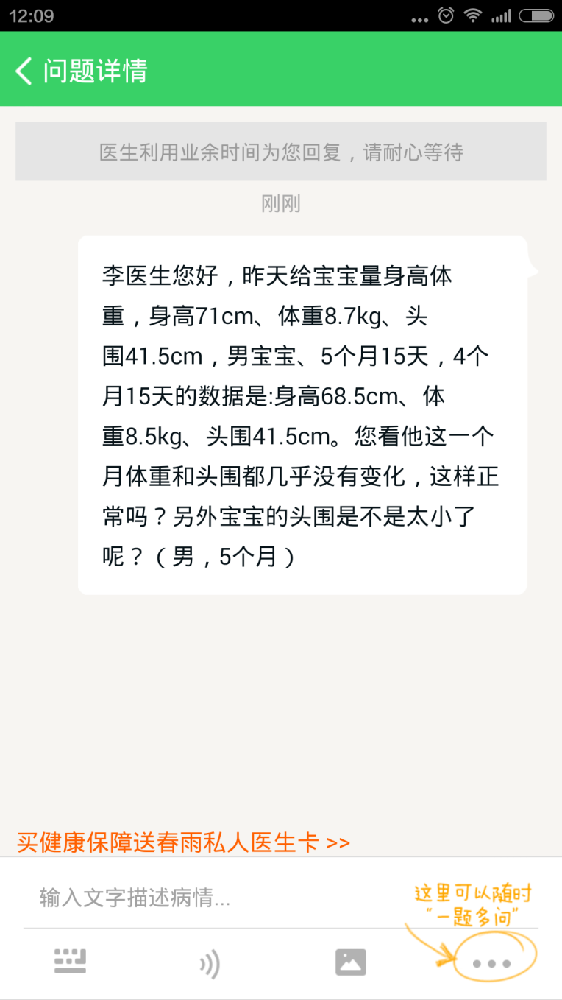 12:09
问题详情
医生利用业余时间为您回复，请耐心等待
刚刚
李医生您好，昨天给宝宝量身高体
重，身高71cm、体重8.7kg、头
围41.5cm，男宝宝、5个月15天，4个
月15天的数据是:身高68.5cm、体
重8.5kg、头围41.5cm。您看他这一个
月体重和头围都几乎没有变化，这样正
常吗？另外宝宝的头围是不是太小了
呢？（男，5个月）
买健康保障送春雨私人医生卡 >>
输入文字描述病情...
这里可以随时
“一题多问”